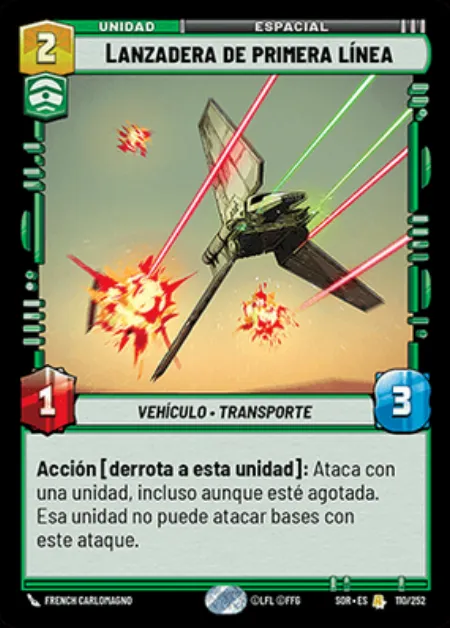 UNIDAD
ESPACIAL
2
LANZADERA DE PRIMERA LÍNEA
1
VEHÍCULO • TRANSPORTE
3
Acción [derrota a esta unidad]: Ataca con
una unidad, incluso aunque esté agotada.
Esa unidad no puede atacar bases con
este ataque.
FRENCH CARLOMAGNO
©LFL ©FFG
SOR • ES
R
110/252